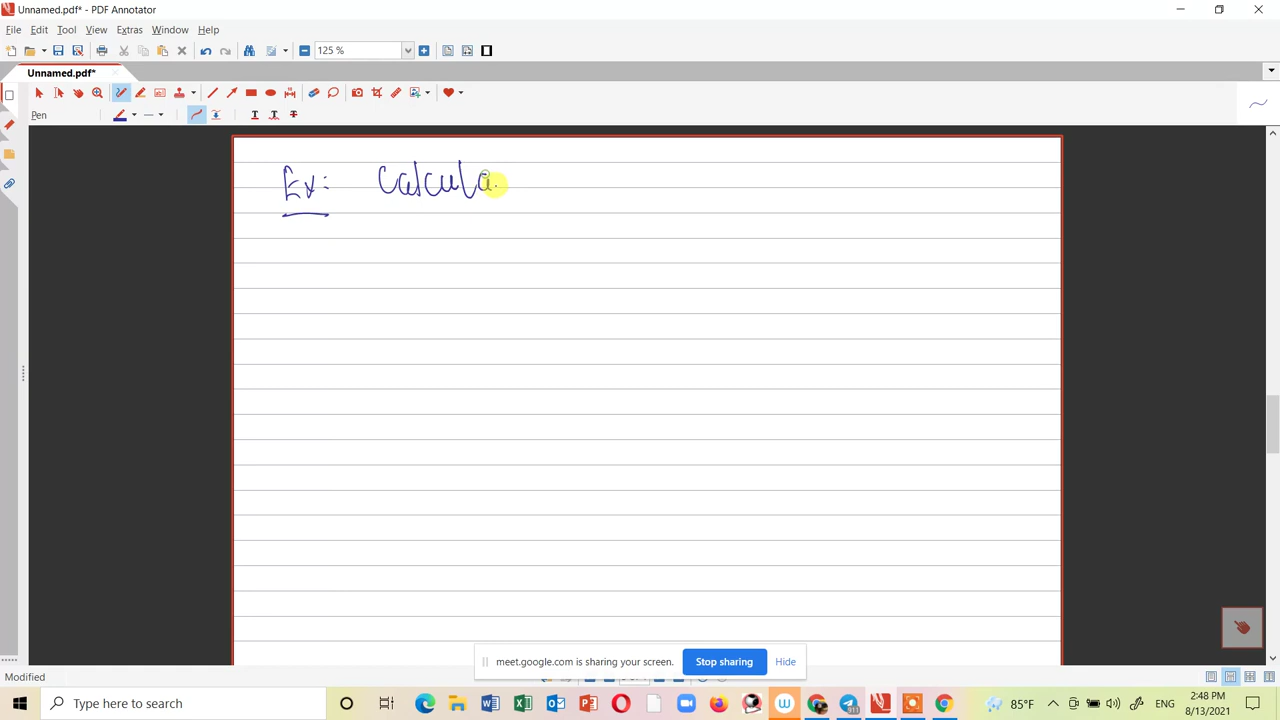 Unnamed.pdf* - PDF Annotator
File Edit Tool View Extras Window Help
125 %
Unnamed.pdf*
Pen
Ex: Calcula
meet.google.com is sharing your screen. Stop sharing Hide
Modified
Type here to search
85°F
ENG
2:48 PM
8/13/2021